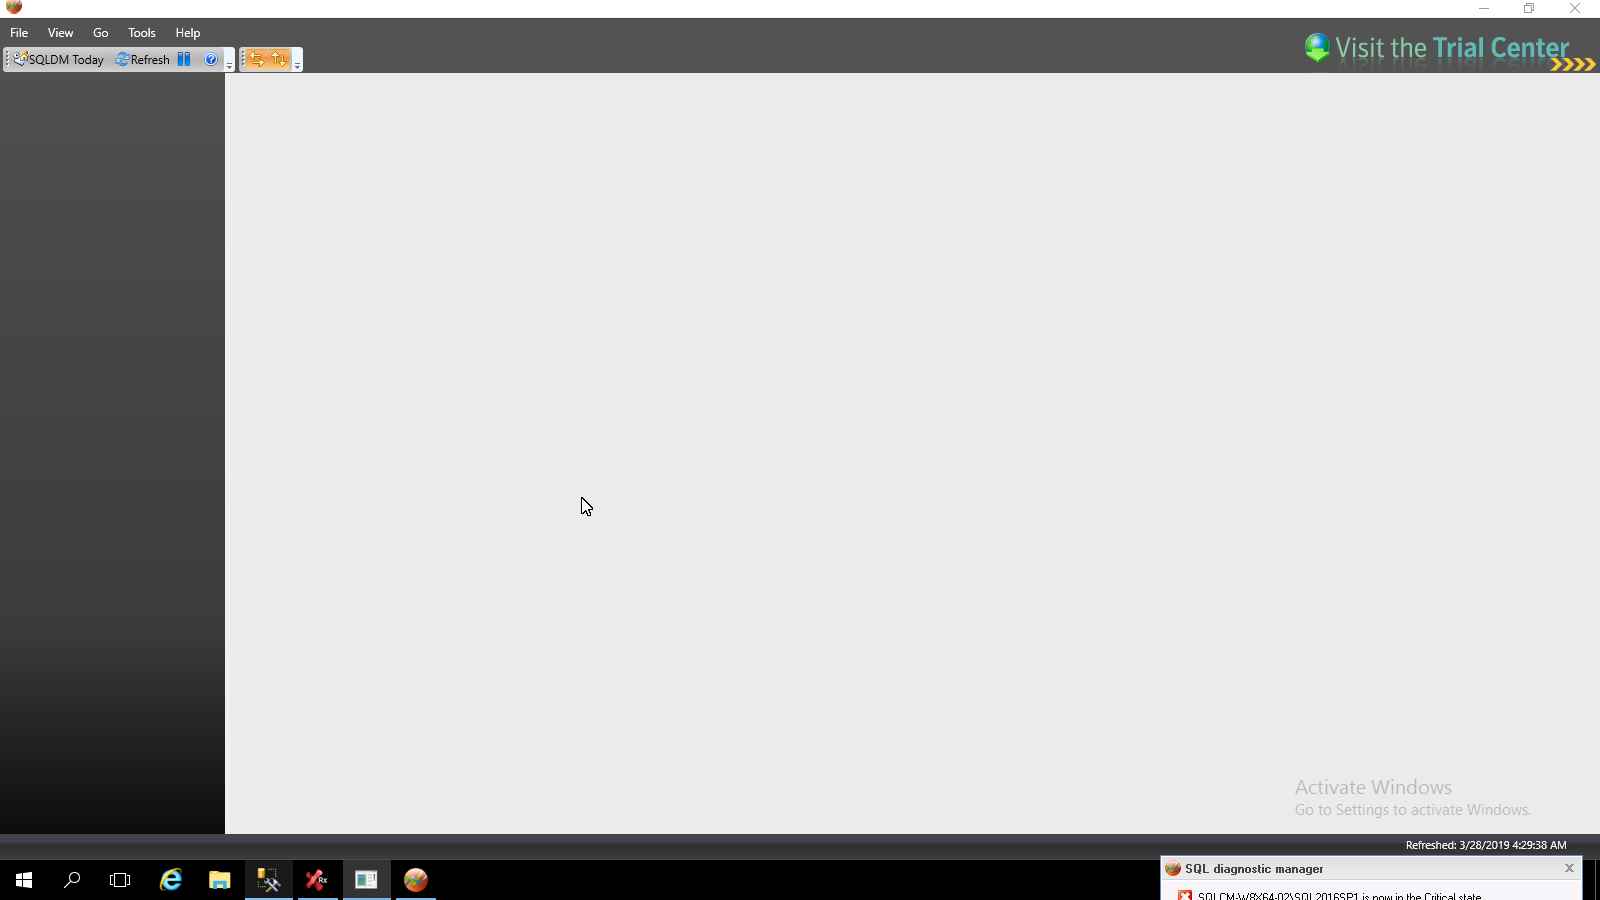 File View Go Tools Help
SQLDM Today Refresh
Visit the Trial Center
Activate Windows
Go to Settings to activate Windows.
Refreshed: 3/28/2019 4:29:38 AM
Rx
SQL diagnostic manager
SQLCM-W8X64-02\SQL2016SP1 is now in the Critical state.